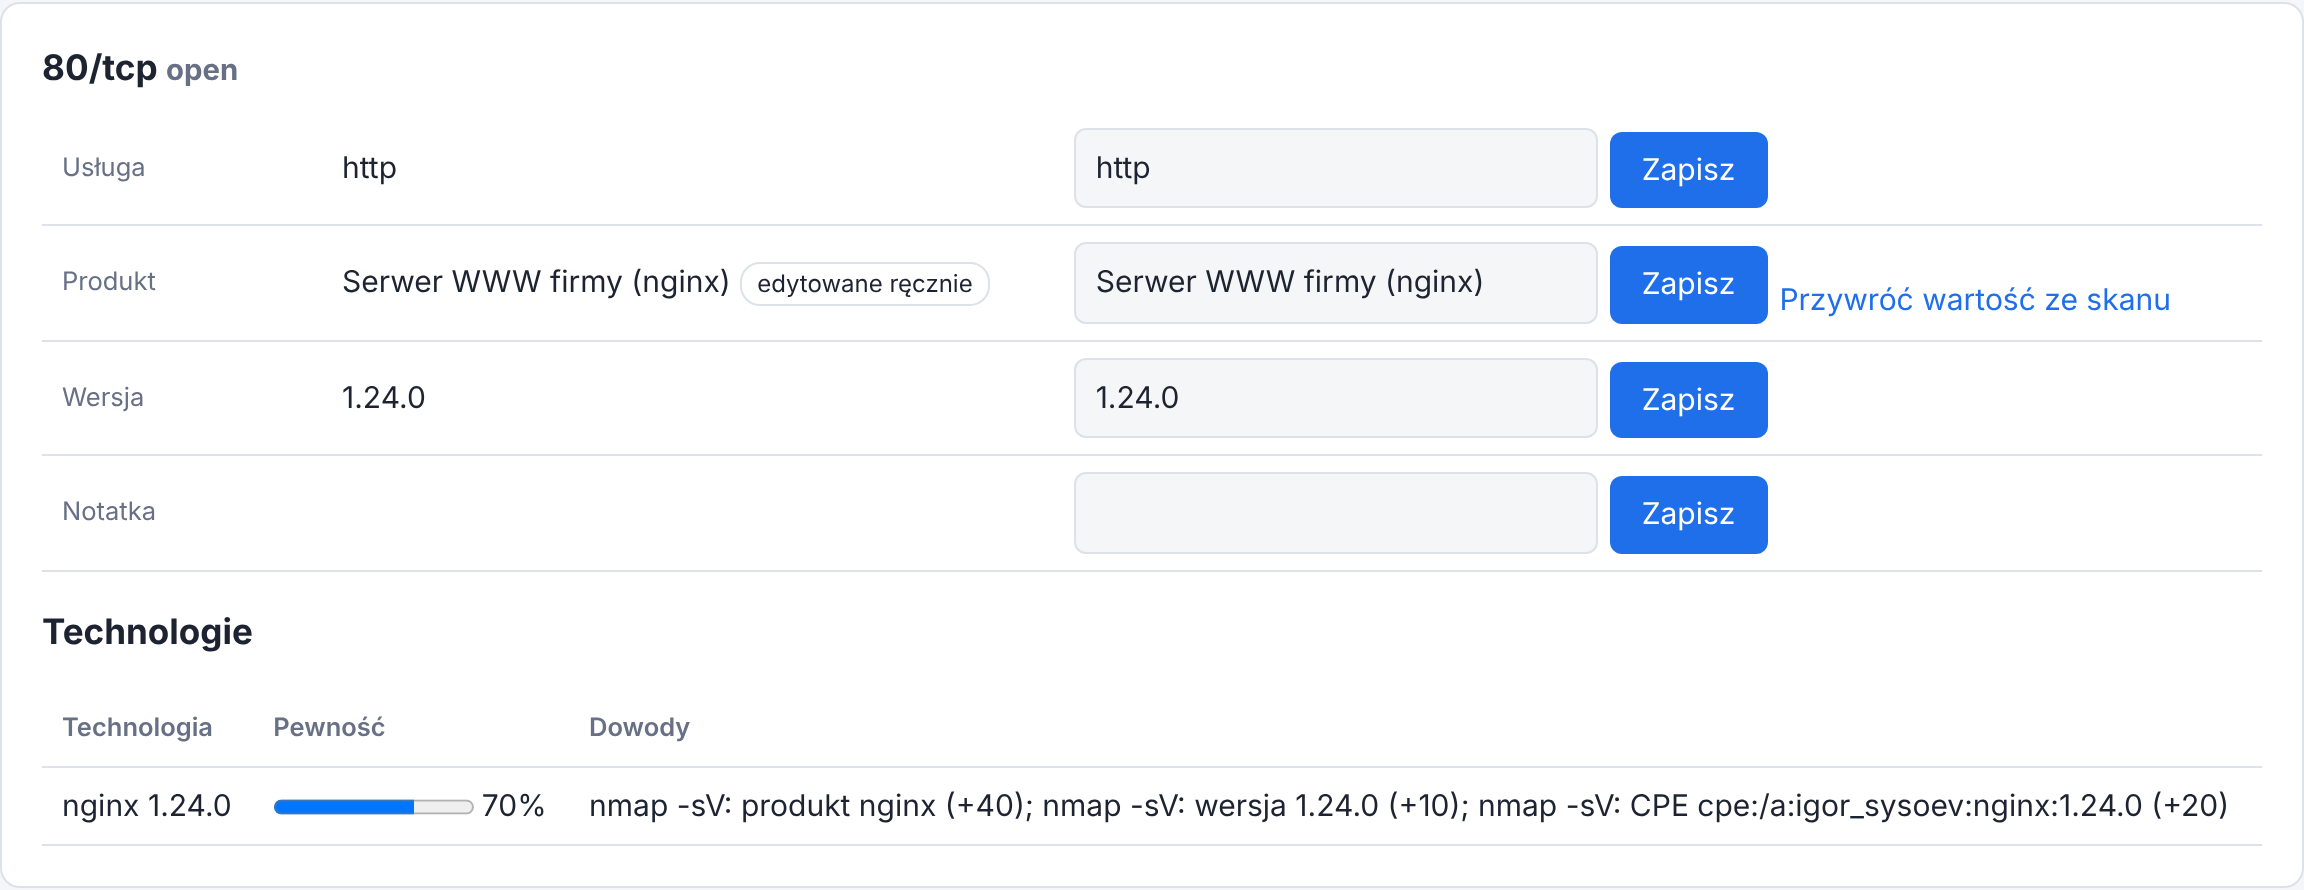 80/tcp open
Usługa http http Zapisz
Produkt Serwer WWW firmy (nginx) edytowane ręcznie Serwer WWW firmy (nginx) Zapisz Przywróć wartość ze skanu
Wersja 1.24.0 1.24.0 Zapisz
Notatka Zapisz
Technologie
Technologia Pewność Dowody
nginx 1.24.0 70% nmap -sV: produkt nginx (+40); nmap -sV: wersja 1.24.0 (+10); nmap -sV: CPE cpe:/a:igor_sysoev:nginx:1.24.0 (+20)